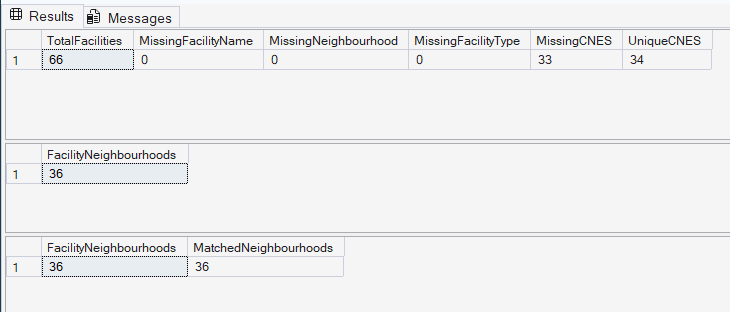 Results Messages
TotalFacilities MissingFacilityName MissingNeighbourhood MissingFacilityType MissingCNES UniqueCNES
1 66 0 0 0 33 34
FacilityNeighbourhoods
1 36
FacilityNeighbourhoods MatchedNeighbourhoods
1 36 36